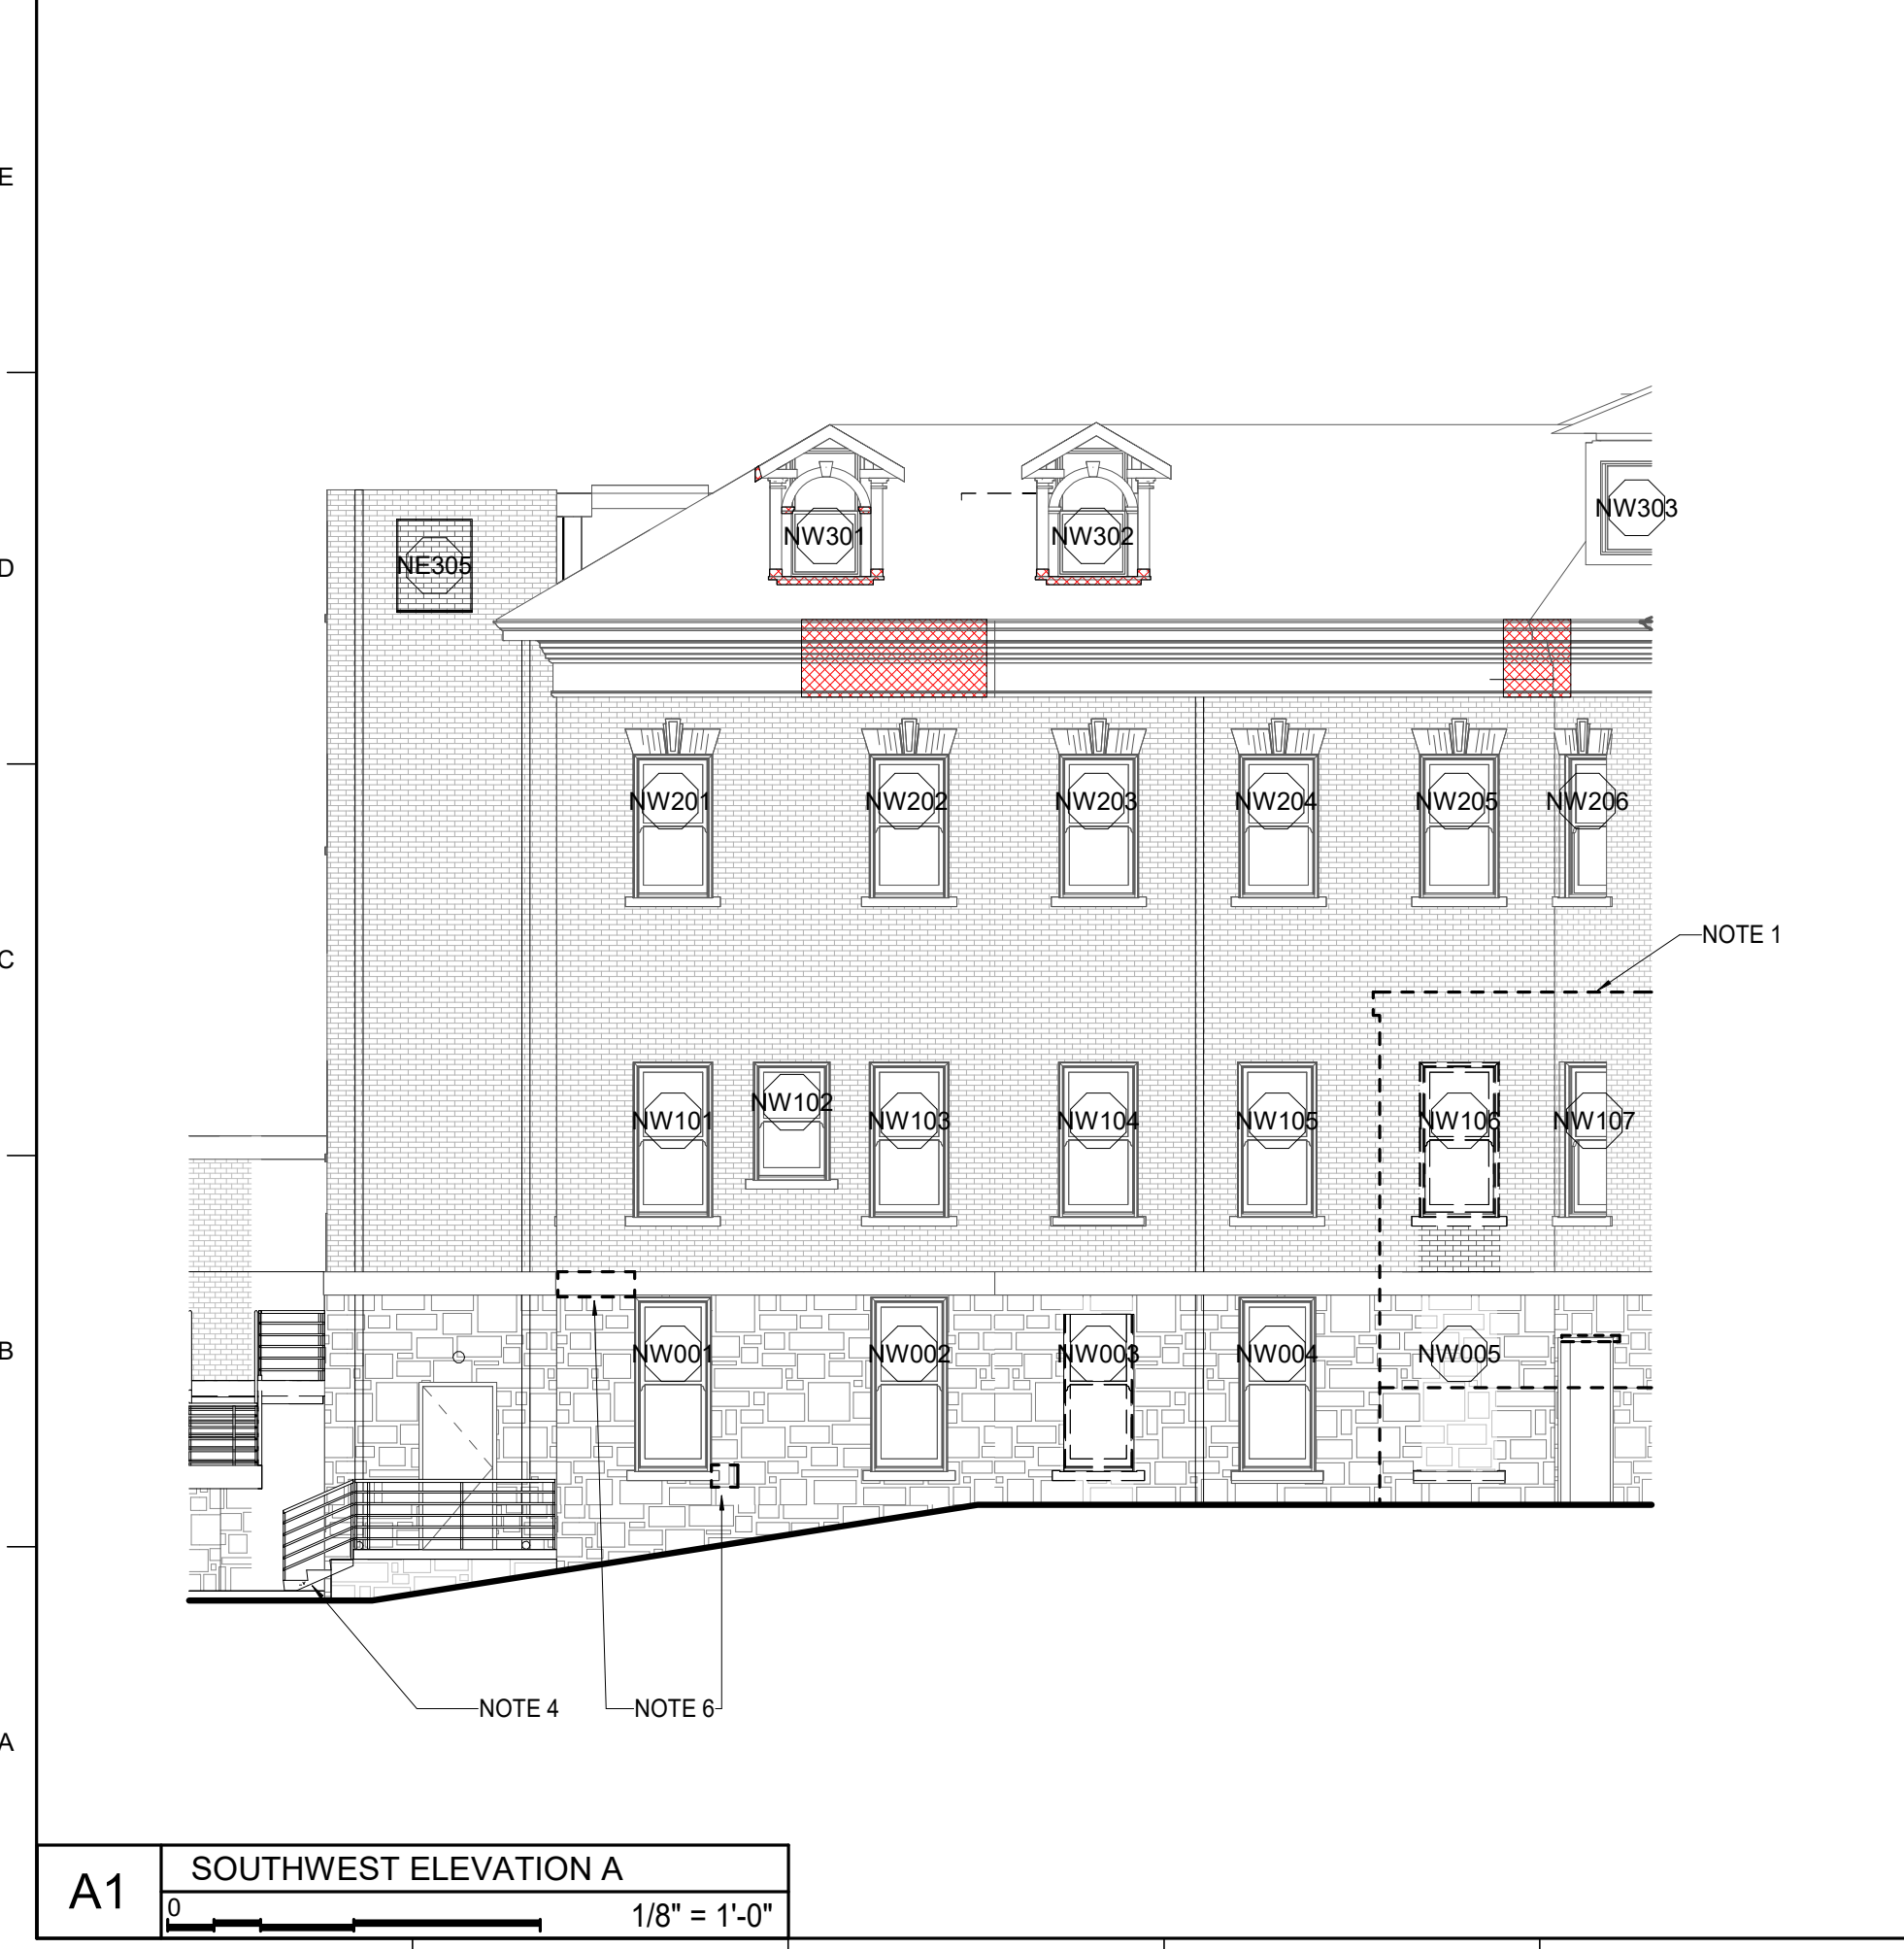 E
NW303
NW301
NW302
NE305
D
NW201
NW202
NW203
NW204
NW205
NW206
NOTE 1
C
NW102
NW101
NW103
NW104
NW105
NW106
NW107
B
NW001
NW002
NW003
NW004
NW005
NOTE 4
NOTE 6
A
A1
SOUTHWEST ELEVATION A
0
1/8" = 1'-0"